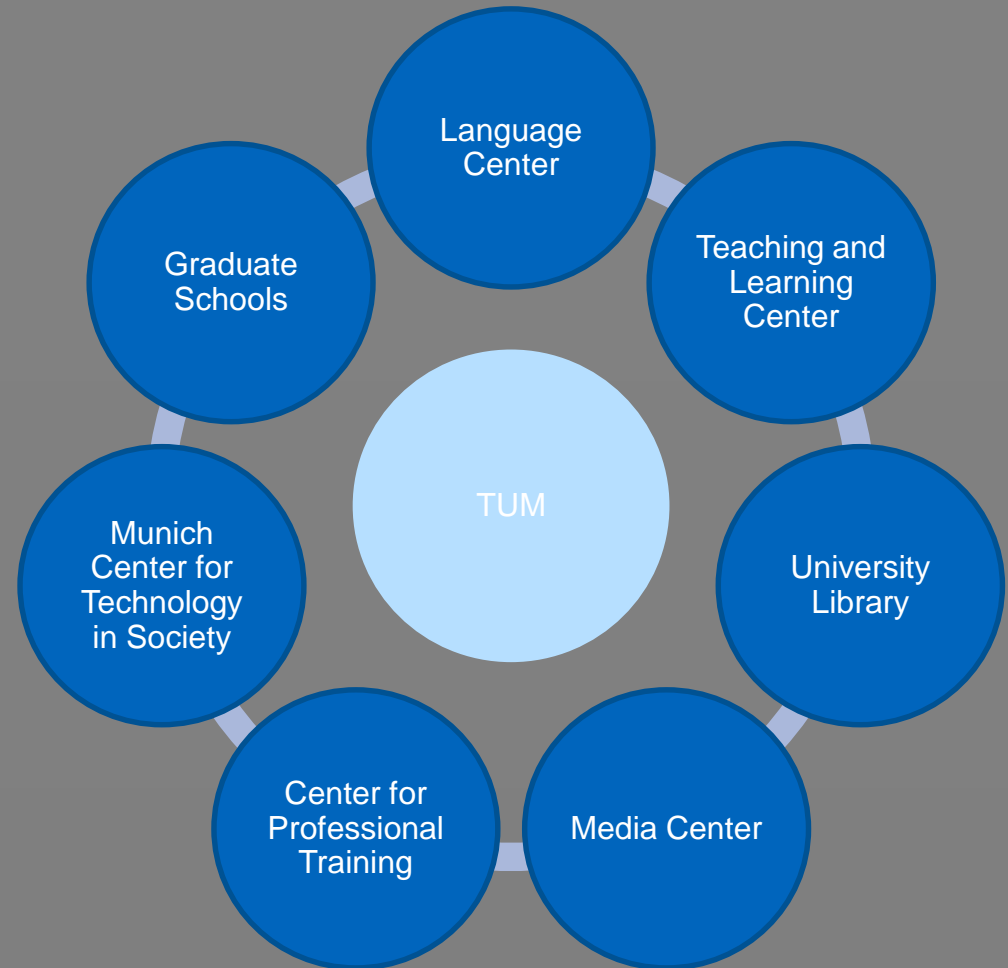 Language
Center
Teaching and
Learning
Center
University
Library
Media Center
Center for
Professional
Training
Munich
Center for
Technology
in Society
Graduate
Schools
TUM